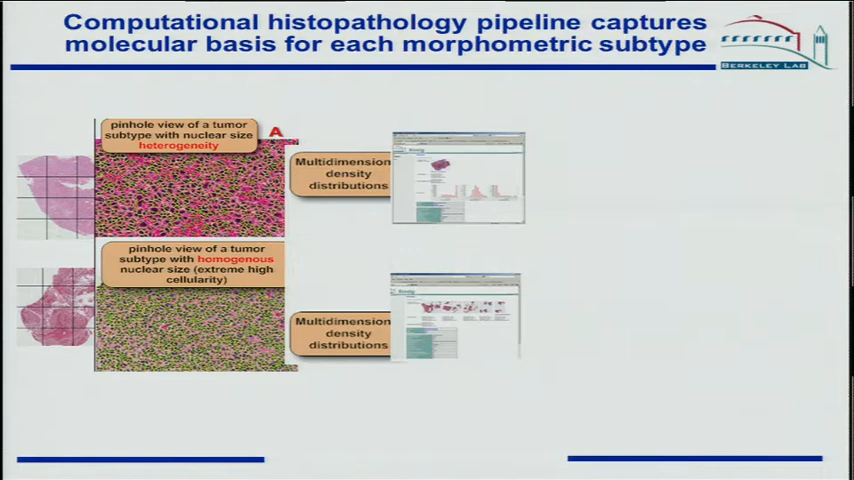 Computational histopathology pipeline captures
molecular basis for each morphometric subtype
BERKELEY LAB
pinhole view of a tumor
subtype with nuclear size
heterogeneity
A
Multidimension
density
distributions
pinhole view of a tumor
subtype with homogenous
nuclear size (extreme high
cellularity)
Multidimension
density
distributions